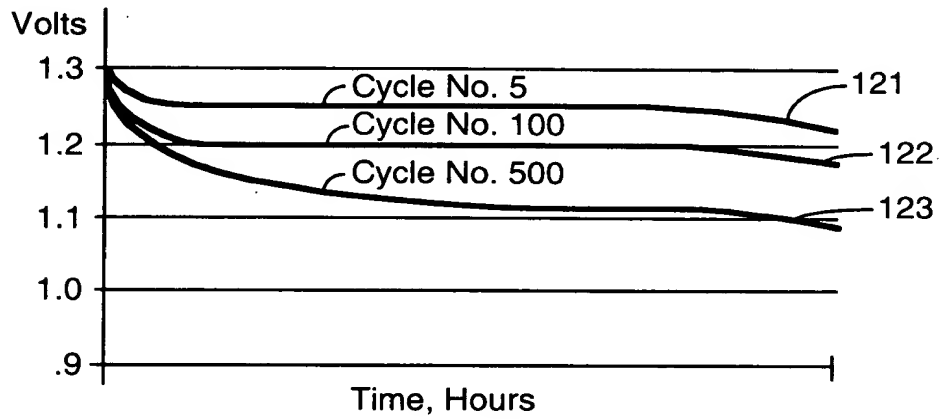 Volts
1.3
Cycle No. 5
121
Cycle No. 100
1.2
122
Cycle No. 500
123
1.1
1.0
.9
Time, Hours